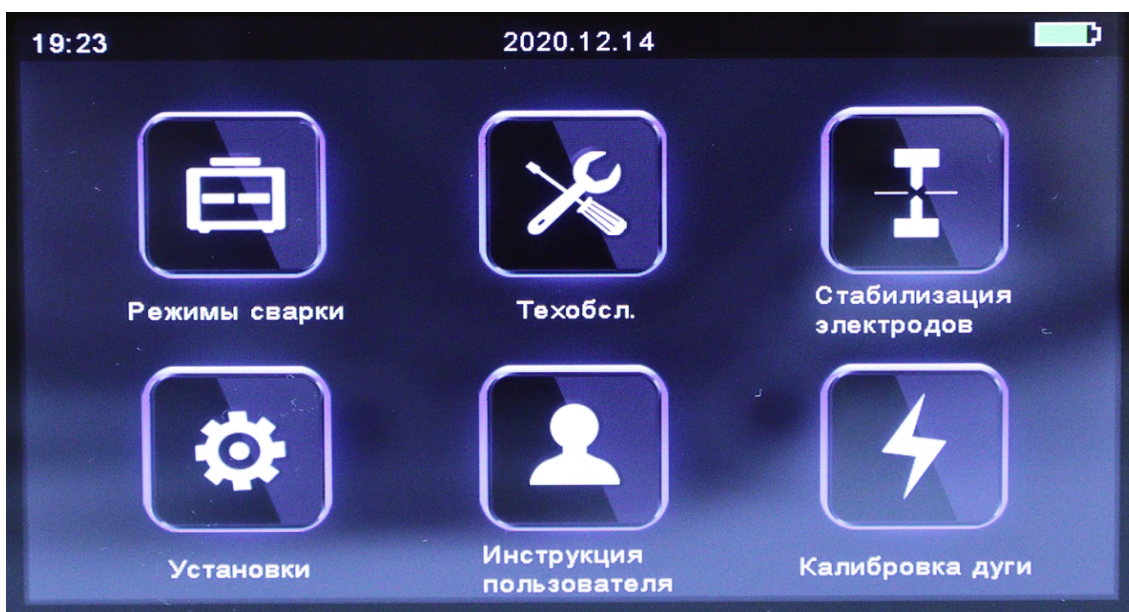 19:23
2020.12.14
Режимы сварки
Техобсл.
Стабилизация
электродов
Установки
Инструкция
пользователя
Калибровка дуги